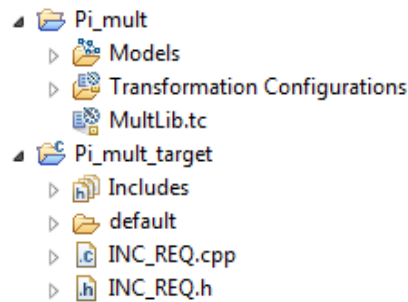 Pi_mult
Models
Transformation Configurations
MultLib.tc
Pi_mult_target
Includes
default
INC_REQ.cpp
INC_REQ.h